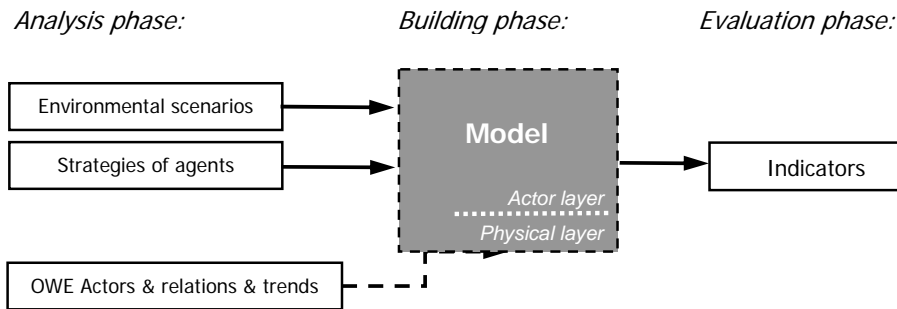 Analysis phase:
Building phase:
Evaluation phase:
Environmental scenarios
Strategies of agents
OWE Actors & relations & trends
Model
Actor layer
Physical layer
Indicators